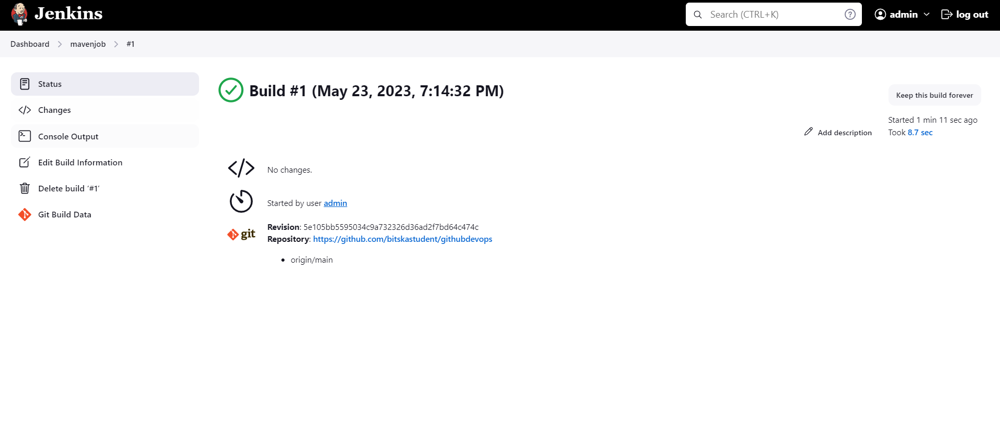 Jenkins
Search (CTRL+K)
admin
log out
Dashboard
mavenjob
#1
Status
Changes
Console Output
Edit Build Information
Delete build ‘#1’
Git Build Data
Build #1 (May 23, 2023, 7:14:32 PM)
Keep this build forever
Started 1 min 11 sec ago
Took 8.7 sec
Add description
No changes.
Started by user admin
git
Revision: 5e105bb5595034c9a732326d36ad2f7bd64c474c
Repository: https://github.com/bitskastudent/githubdevops
origin/main